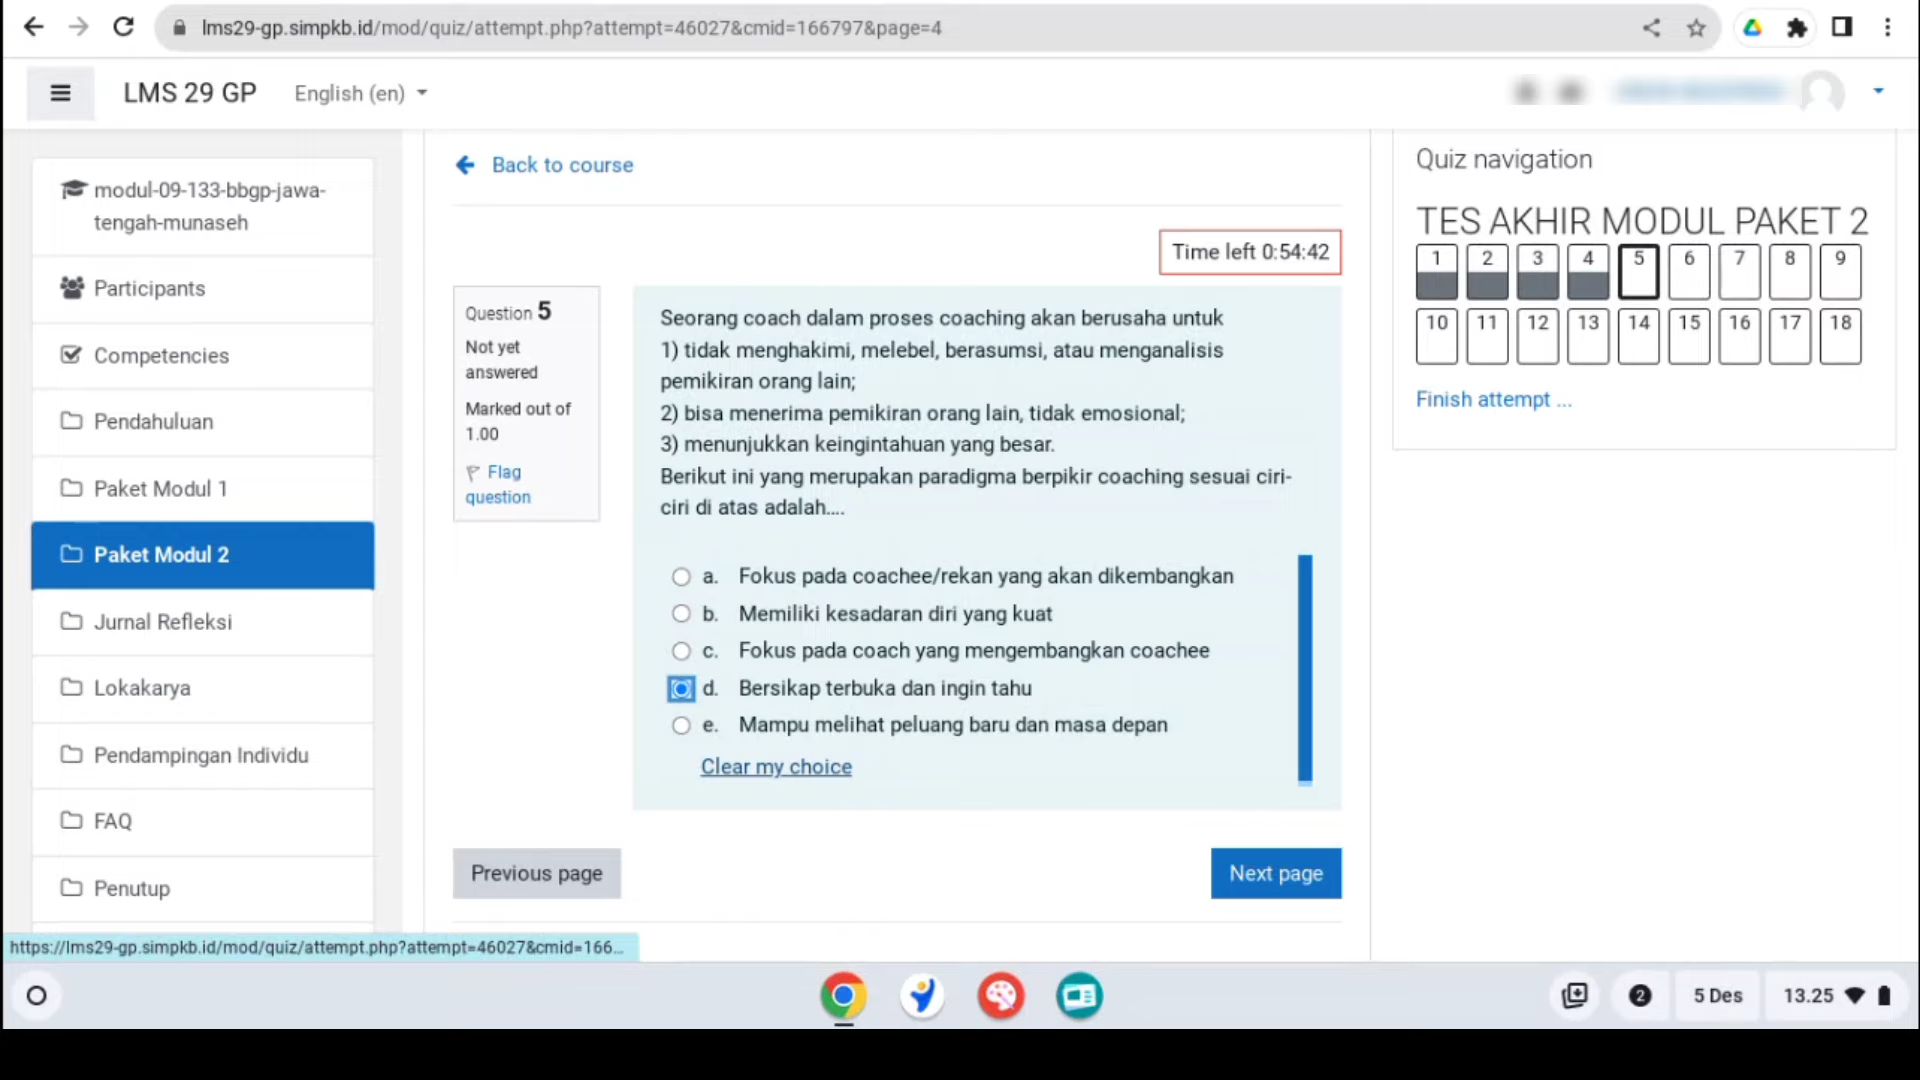 lms29-gp.simpkb.id/mod/quiz/attempt.php?attempt=46027&cmid=166797&page=4
LMS 29 GP
English (en)
modul-09-133-bbgp-jawa-
tengah-munaseh
Participants
Competencies
Pendahuluan
Paket Modul 1
Paket Modul 2
Jurnal Refleksi
Lokakarya
Pendampingan Individu
FAQ
Penutup
Back to course
Time left 0:54:42
Question 5
Not yet
answered
Marked out of
1.00
Flag
question
Seorang coach dalam proses coaching akan berusaha untuk
1) tidak menghakimi, melebel, berasumsi, atau menganalisis
pemikiran orang lain;
2) bisa menerima pemikiran orang lain, tidak emosional;
3) menunjukkan keingintahuan yang besar.
Berikut ini yang merupakan paradigma berpikir coaching sesuai ciri-
ciri di atas adalah....
a. Fokus pada coachee/rekan yang akan dikembangkan
b. Memiliki kesadaran diri yang kuat
c. Fokus pada coach yang mengembangkan coachee
d. Bersikap terbuka dan ingin tahu
e. Mampu melihat peluang baru dan masa depan
Clear my choice
Previous page
Next page
Quiz navigation
TES AKHIR MODUL PAKET 2
1 2 3 4 5 6 7 8 9
10 11 12 13 14 15 16 17 18
Finish attempt ...
https://lms29-gp.simpkb.id/mod/quiz/attempt.php?attempt=46027&cmid=166...
2
5 Des
13.25